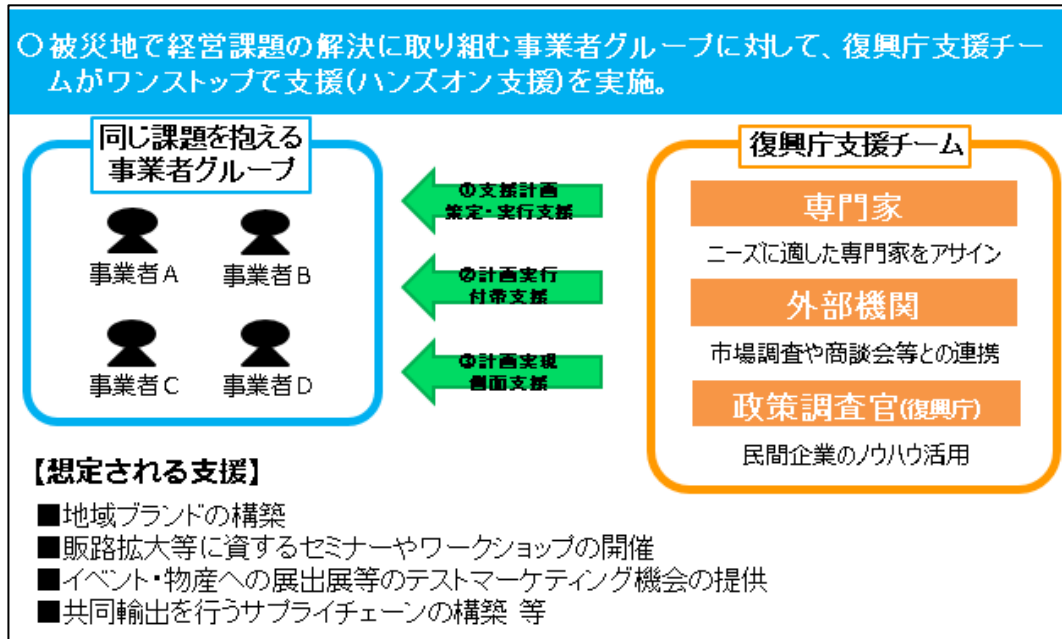 ○被災地で経営課題の解決に取り組む事業者グループに対して、復興庁支援チー
ムがワンストップで支援(ハンズオン支援)を実施。
同じ課題を抱える
事業者グループ
事業者A
事業者B
事業者C
事業者D
①支援計画
策定・実行支援
②計画実行
付帯支援
③計画実現
側面支援
復興庁支援チーム
専門家
ニーズに適した専門家をアサイン
外部機関
市場調査や商談会等との連携
政策調査官(復興庁)
民間企業のノウハウ活用
【想定される支援】
■地域ブランドの構築
■販路拡大等に資するセミナーやワークショップの開催
■イベント・物産への展出展等のテストマーケティング機会の提供
■共同輸出を行うサプライチェーンの構築 等